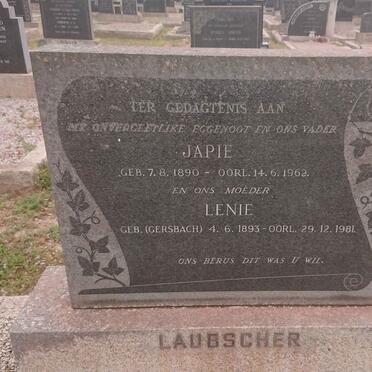 TER GEDAGTENIS AAN
MY ONVERGEETLIKE EGGENOOT EN ONS VADER
JAPIE
GEB. 7. 8. 1890 - OORL. 14. 6. 1962.
EN ONS MOEDER
LENIE
GEB. (GERSBACH) 4. 6. 1893 - OORL. 29. 12. 1981.
ONS BERUS DIT WAS U WIL.
LAUBSCHER